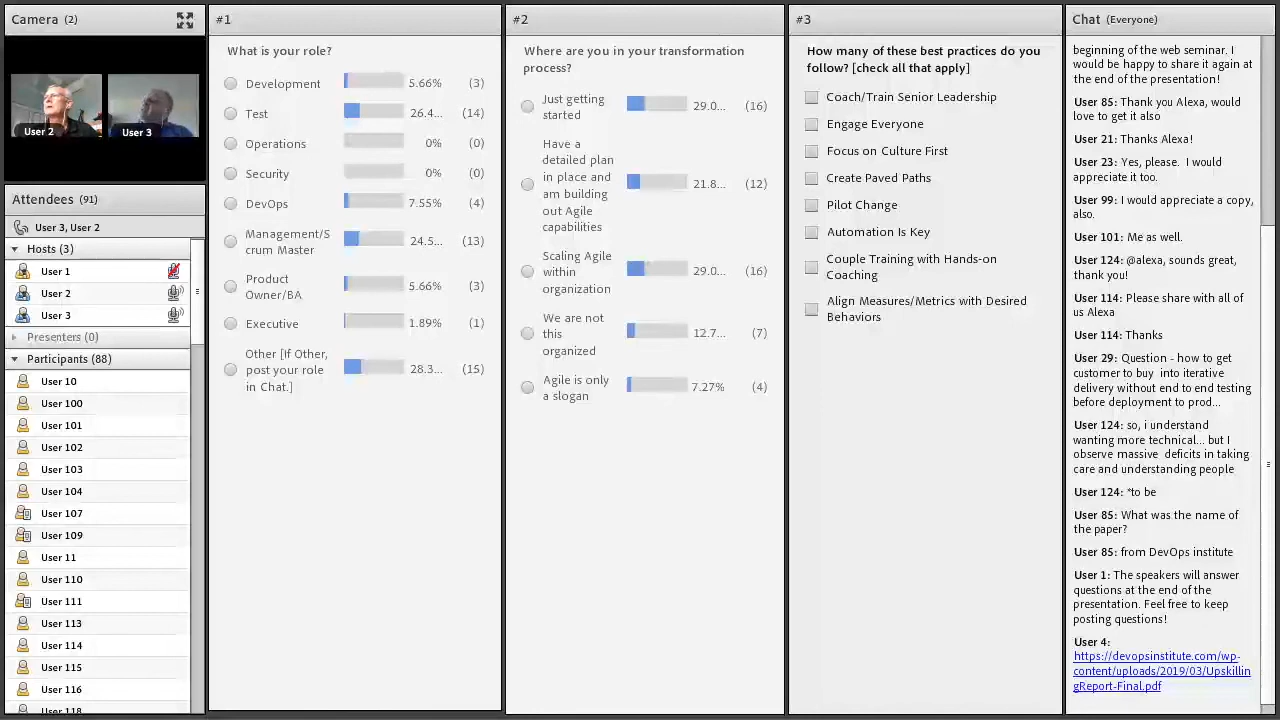 Camera (2)
User 2
User 3
Attendees (91)
User 3, User 2
Hosts (3)
User 1
User 2
User 3
Presenters (0)
Participants (88)
User 10
User 100
User 101
User 102
User 103
User 104
User 107
User 109
User 11
User 110
User 111
User 113
User 114
User 115
User 116
User 118
#1
What is your role?
Development 5.66% (3)
Test 26.4... (14)
Operations 0% (0)
Security 0% (0)
DevOps 7.55% (4)
Management/S
crum Master 24.5... (13)
Product
Owner/BA 5.66% (3)
Executive 1.89% (1)
Other [If Other,
post your role 28.3... (15)
in Chat.]
#2
Where are you in your transformation
process?
Just getting
started 29.0... (16)
Have a
detailed plan
in place and 21.8... (12)
am building
out Agile
capabilities
Scaling Agile
within 29.0... (16)
organization
We are not
this 12.7... (7)
organized
Agile is only
a slogan 7.27% (4)
#3
How many of these best practices do you
follow? [check all that apply]
Coach/Train Senior Leadership
Engage Everyone
Focus on Culture First
Create Paved Paths
Pilot Change
Automation Is Key
Couple Training with Hands-on
Coaching
Align Measures/Metrics with Desired
Behaviors
Chat (Everyone)
beginning of the web seminar. I
would be happy to share it again at
the end of the presentation!
User 85: Thank you Alexa, would
love to get it also
User 21: Thanks Alexa!
User 23: Yes, please. I would
appreciate it too.
User 99: I would appreciate a copy,
also.
User 101: Me as well.
User 124: @alexa, sounds great,
thank you!
User 114: Please share with all of
us Alexa
User 114: Thanks
User 29: Question - how to get
customer to buy into iterative
delivery without end to end testing
before deployment to prod...
User 124: so, i understand
wanting more technical... but I
observe massive deficits in taking
care and understanding people
User 124: *to be
User 85: What was the name of
the paper?
User 85: from DevOps institute
User 1: The speakers will answer
questions at the end of the
presentation. Feel free to keep
posting questions!
User 4:
https://devopsinstitute.com/wp-
content/uploads/2019/03/Upskillin
gReport-Final.pdf